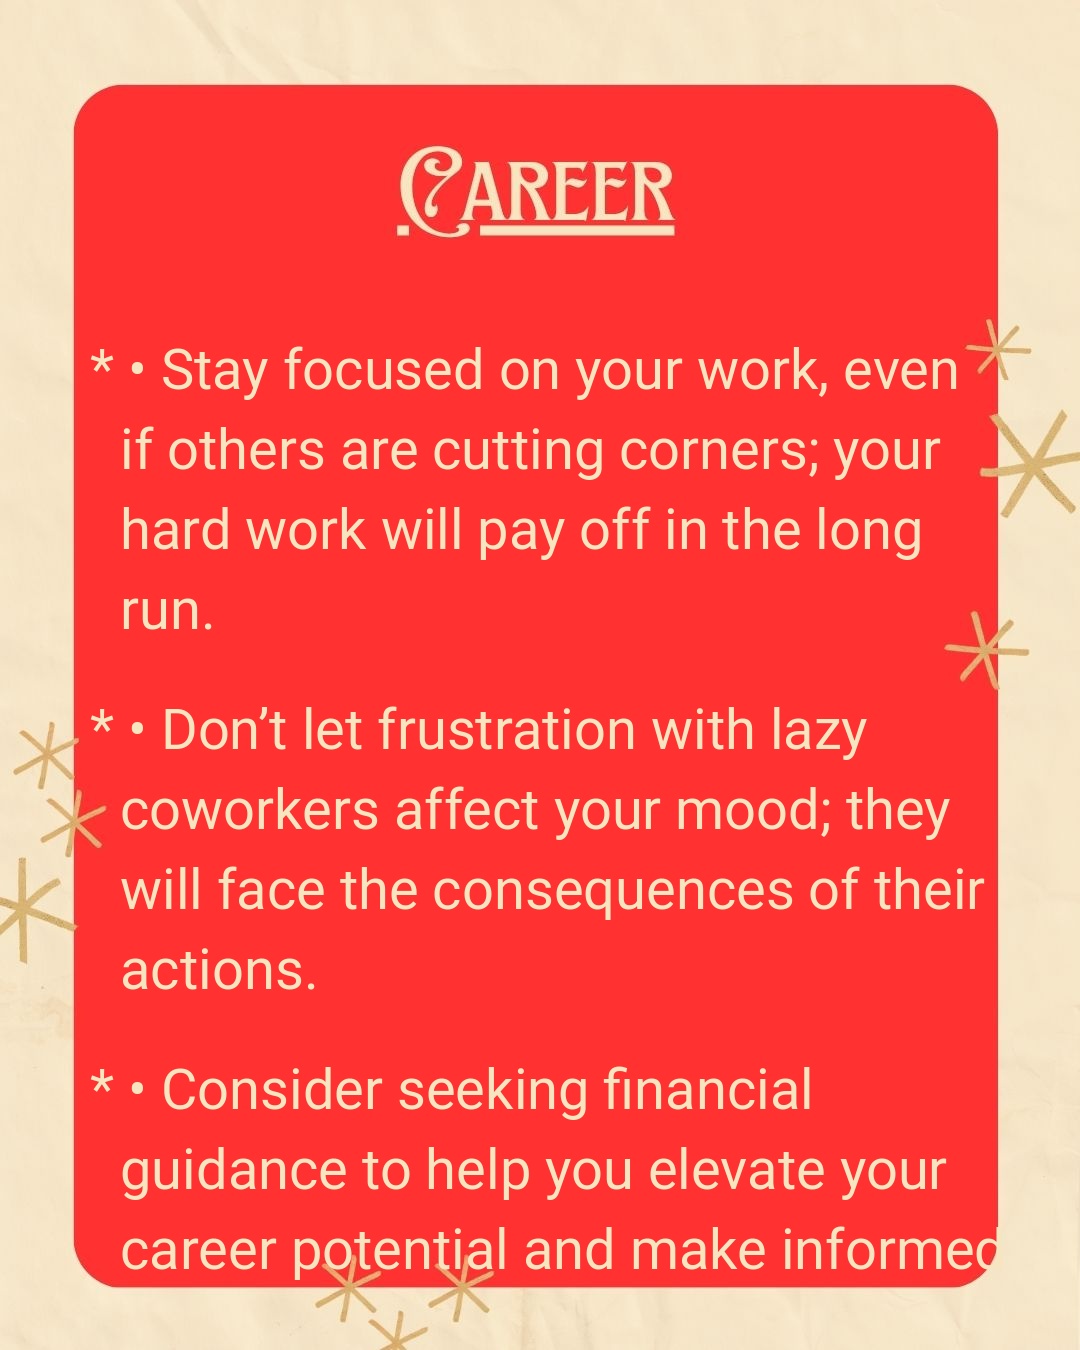 Career
* • Stay focused on your work, even
if others are cutting corners; your
hard work will pay off in the long
run.
* • Don’t let frustration with lazy
coworkers affect your mood; they
will face the consequences of their
actions.
* • Consider seeking financial
guidance to help you elevate your
career potential and make informed